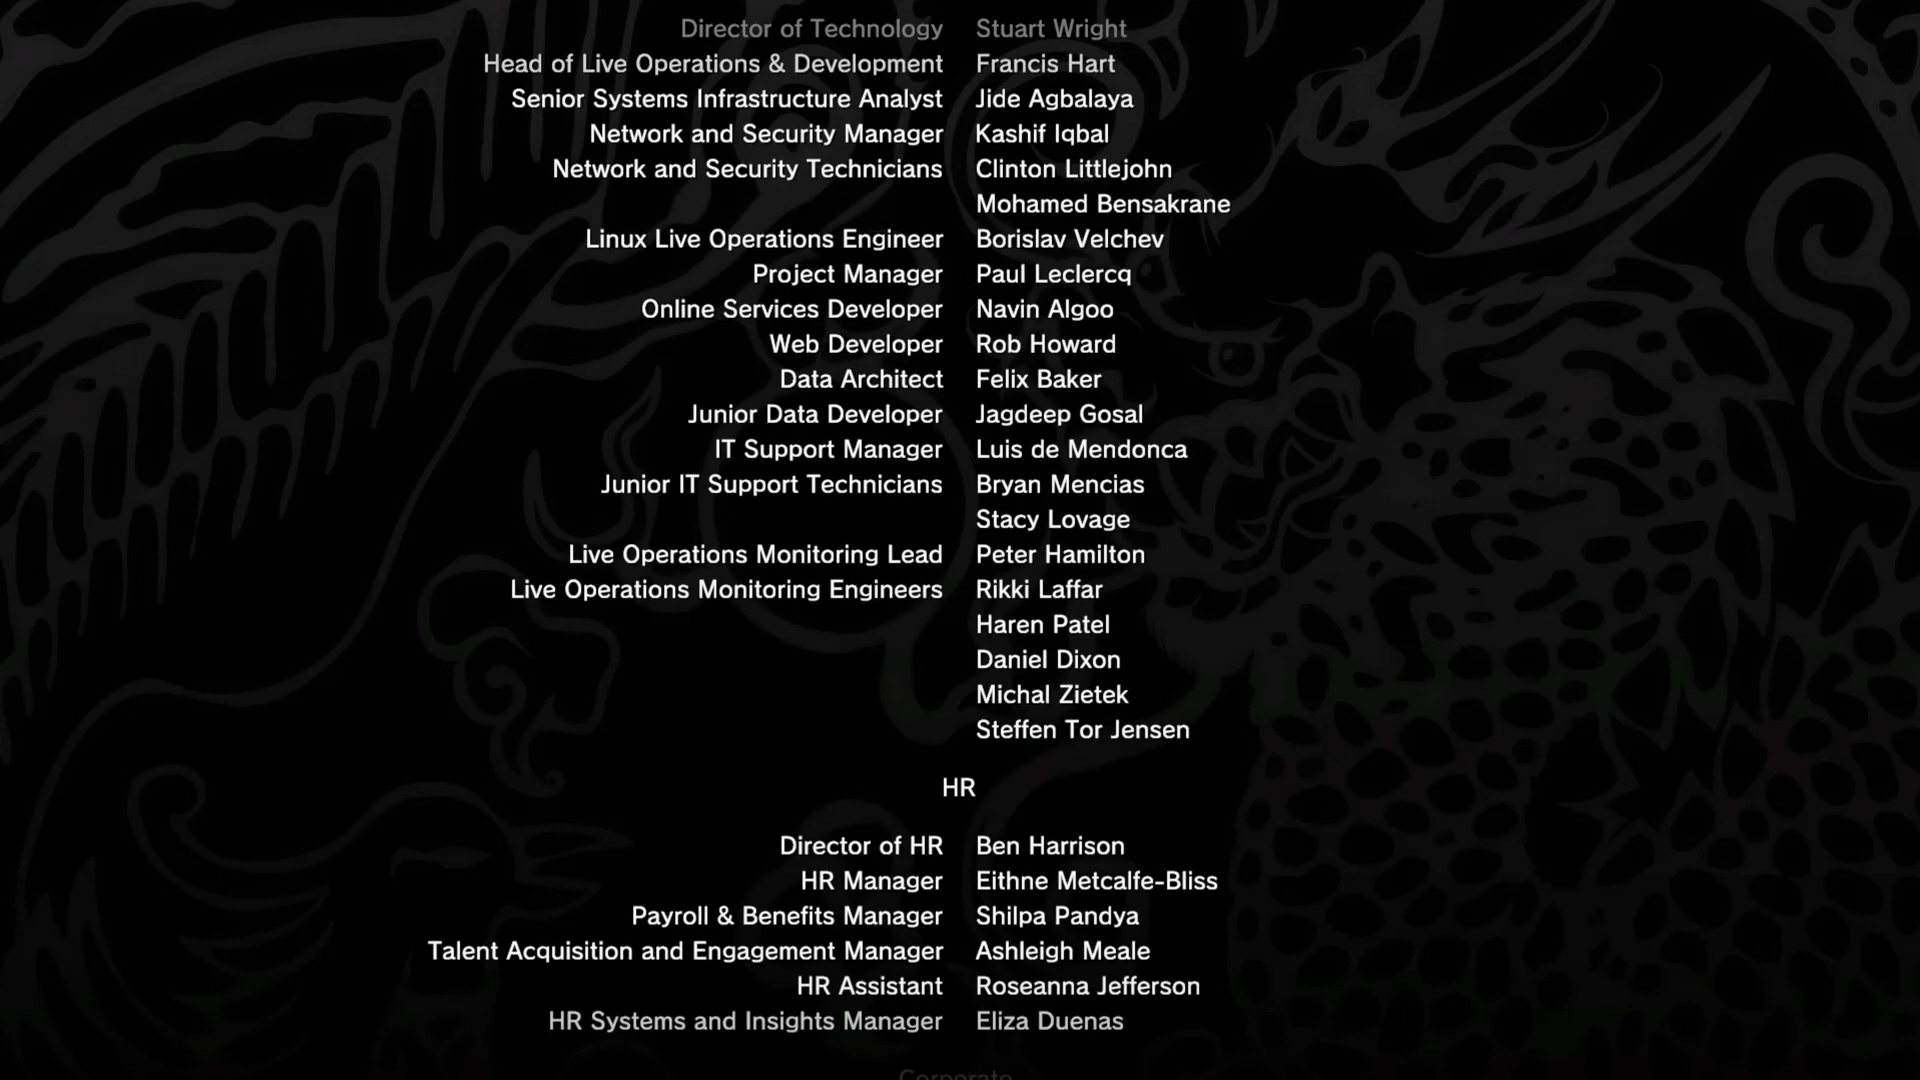 Director of Technology Stuart Wright
Head of Live Operations & Development Francis Hart
Senior Systems Infrastructure Analyst Jide Agbalaya
Network and Security Manager Kashif Iqbal
Network and Security Technicians Clinton Littlejohn
Mohamed Bensakrane
Linux Live Operations Engineer Borislav Velchev
Project Manager Paul Leclercq
Online Services Developer Navin Algoo
Web Developer Rob Howard
Data Architect Felix Baker
Junior Data Developer Jagdeep Gosal
IT Support Manager Luis de Mendonca
Junior IT Support Technicians Bryan Mencias
Stacy Lovage
Live Operations Monitoring Lead Peter Hamilton
Live Operations Monitoring Engineers Rikki Laffar
Haren Patel
Daniel Dixon
Michal Zietek
Steffen Tor Jensen
HR
Director of HR Ben Harrison
HR Manager Eithne Metcalfe-Bliss
Payroll & Benefits Manager Shilpa Pandya
Talent Acquisition and Engagement Manager Ashleigh Meale
HR Assistant Roseanna Jefferson
HR Systems and Insights Manager Eliza Duenas
Corporate